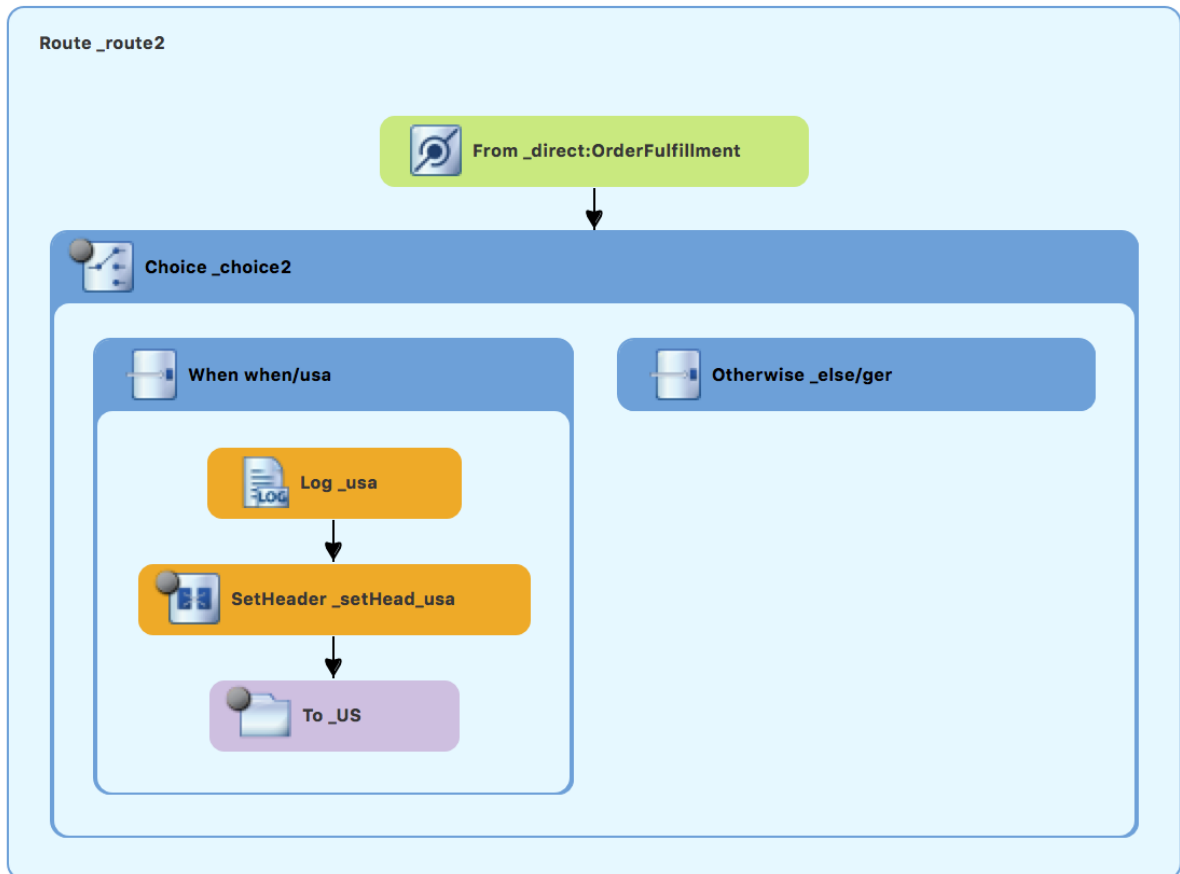 Route _route2
From _direct:OrderFulfillment
Choice _choice2
When when/usa
Otherwise _else/ger
LOG
Log _usa
SetHeader _setHead_usa
To _US